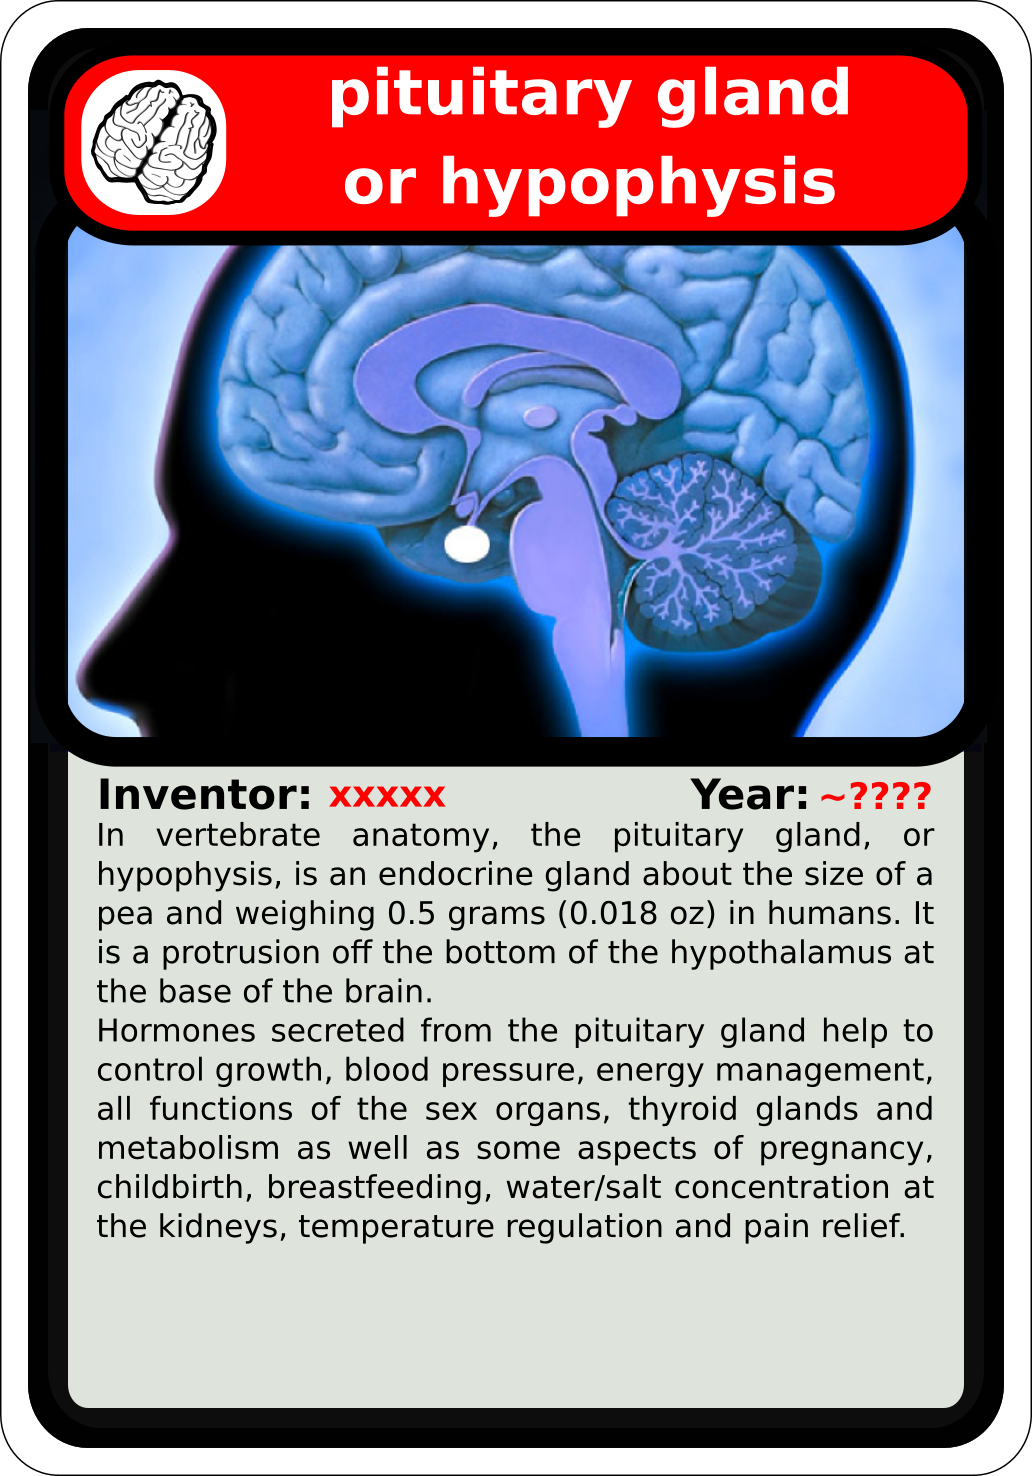 pituitary gland
or hypophysis
Inventor: xxxxx Year: ~????
In vertebrate anatomy, the pituitary gland, or
hypophysis, is an endocrine gland about the size of a
pea and weighing 0.5 grams (0.018 oz) in humans. It
is a protrusion off the bottom of the hypothalamus at
the base of the brain.
Hormones secreted from the pituitary gland help to
control growth, blood pressure, energy management,
all functions of the sex organs, thyroid glands and
metabolism as well as some aspects of pregnancy,
childbirth, breastfeeding, water/salt concentration at
the kidneys, temperature regulation and pain relief.